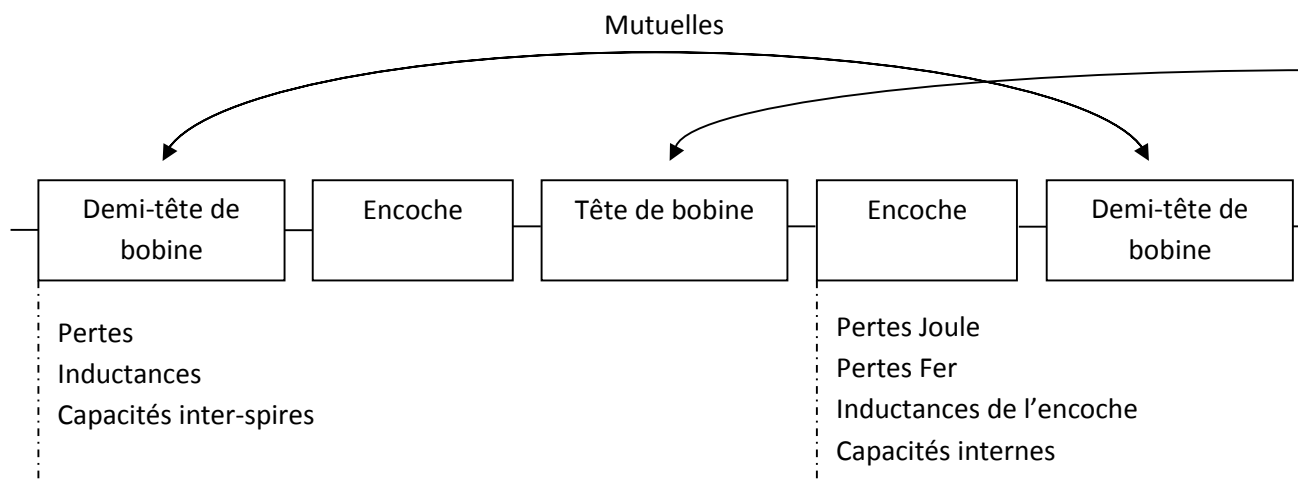 Mutuelles
Demi-tête de
bobine
Encoche
Tête de bobine
Encoche
Demi-tête de
bobine
Pertes
Inductances
Capacités inter-spires
Pertes Joule
Pertes Fer
Inductances de l’encoche
Capacités internes